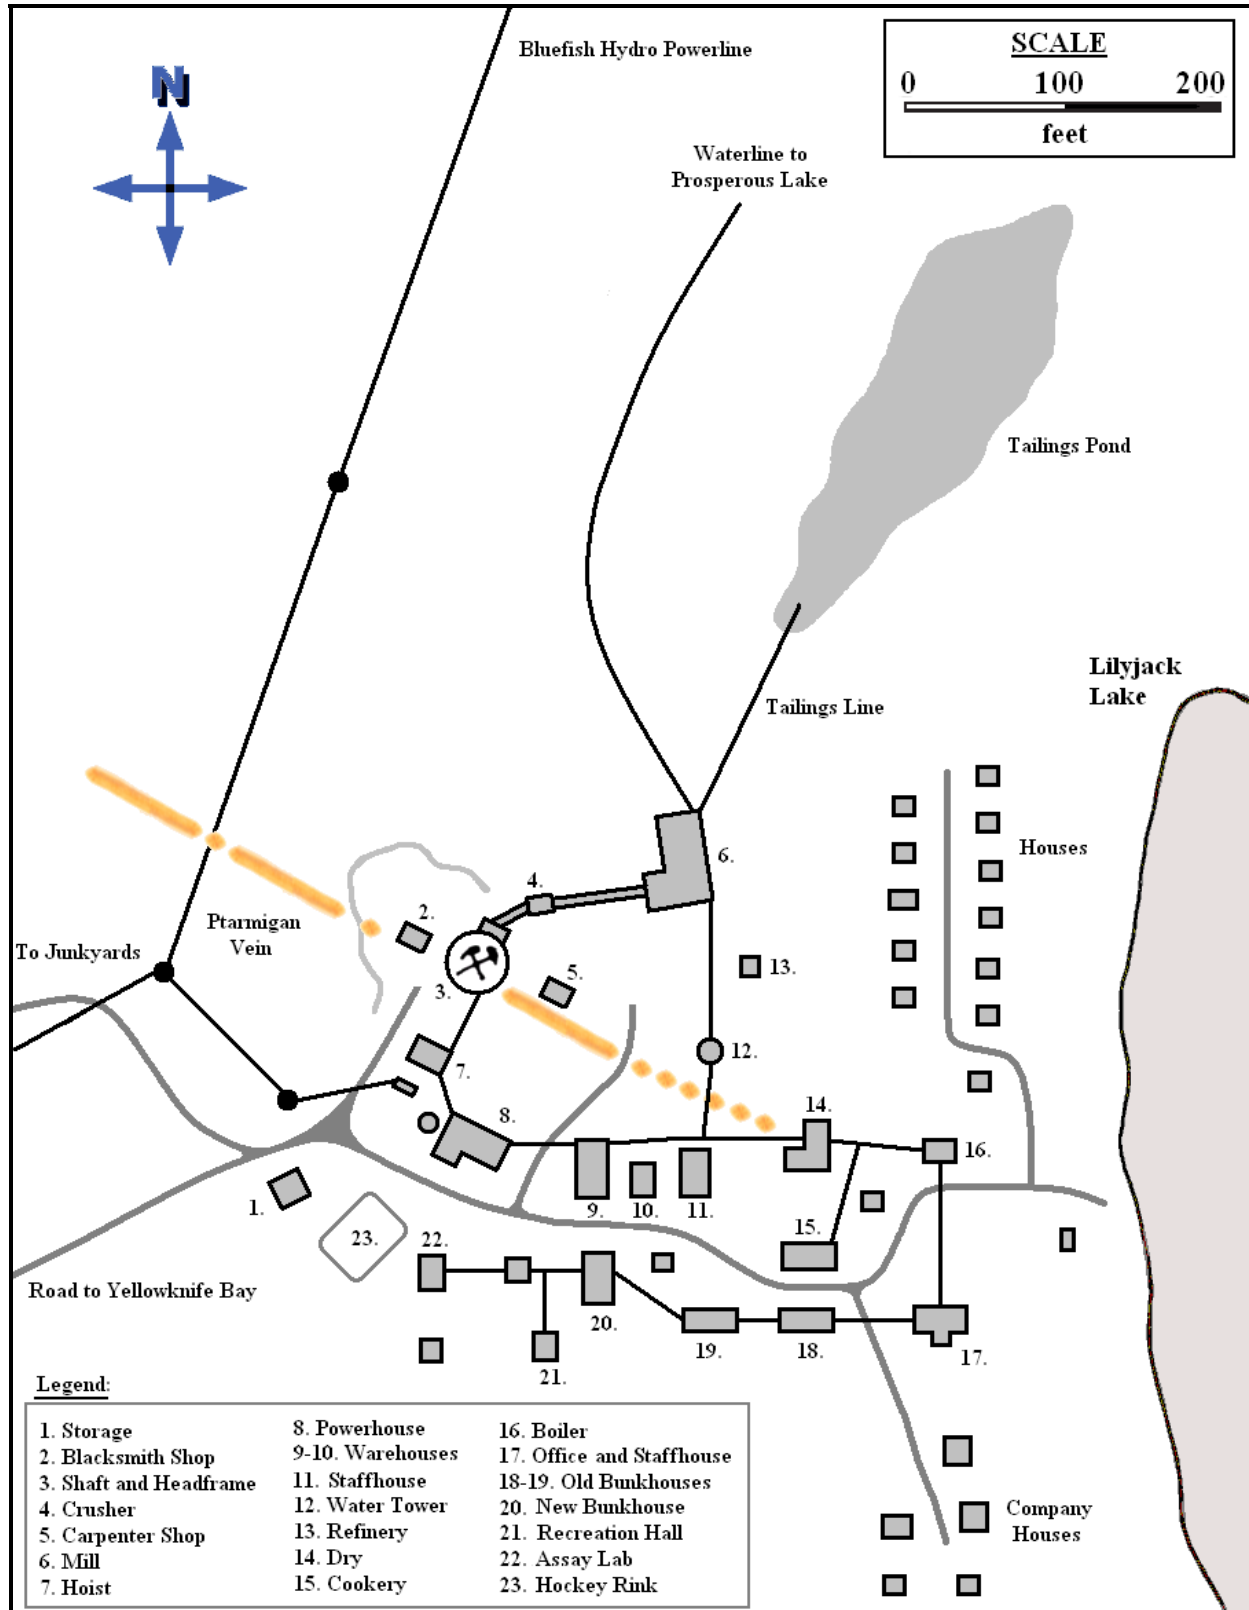 N
Bluefish Hydro Powerline
SCALE
0 100 200
feet
Waterline to
Prosperous Lake
Tailings Pond
Lilyjack
Lake
Tailings Line
Houses
6.
4.
2.
Ptarmigan
Vein
To Junkyards
3.
5.
13.
12.
7.
8.
14.
16.
1.
9.
10.
11.
15.
23.
22.
Road to Yellowknife Bay
20.
19.
18.
17.
21.
Company
Houses
Legend:
1. Storage
2. Blacksmith Shop
3. Shaft and Headframe
4. Crusher
5. Carpenter Shop
6. Mill
7. Hoist
8. Powerhouse
9-10. Warehouses
11. Staffhouse
12. Water Tower
13. Refinery
14. Dry
15. Cookery
16. Boiler
17. Office and Staffhouse
18-19. Old Bunkhouses
20. New Bunkhouse
21. Recreation Hall
22. Assay Lab
23. Hockey Rink